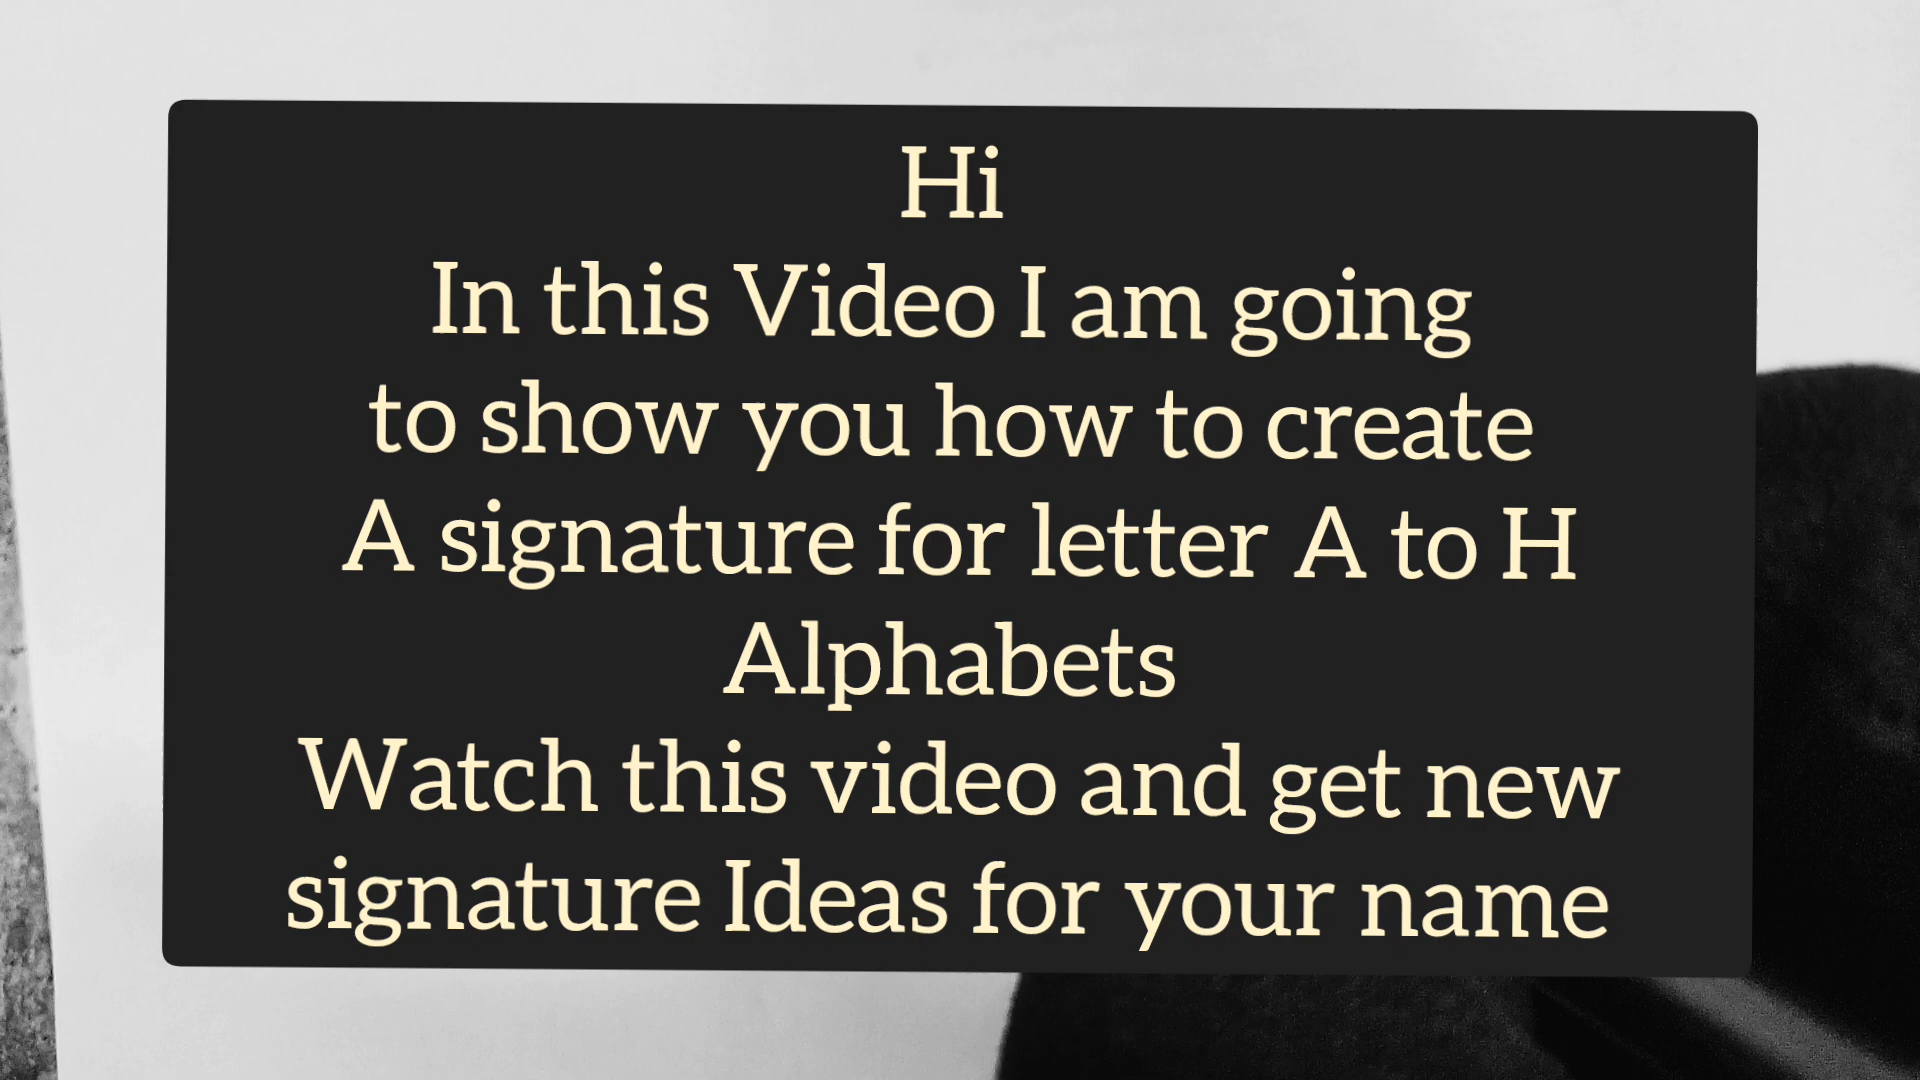 Hi
In this Video I am going
to show you how to create
A signature for letter A to H
Alphabets
Watch this video and get new
signature Ideas for your name